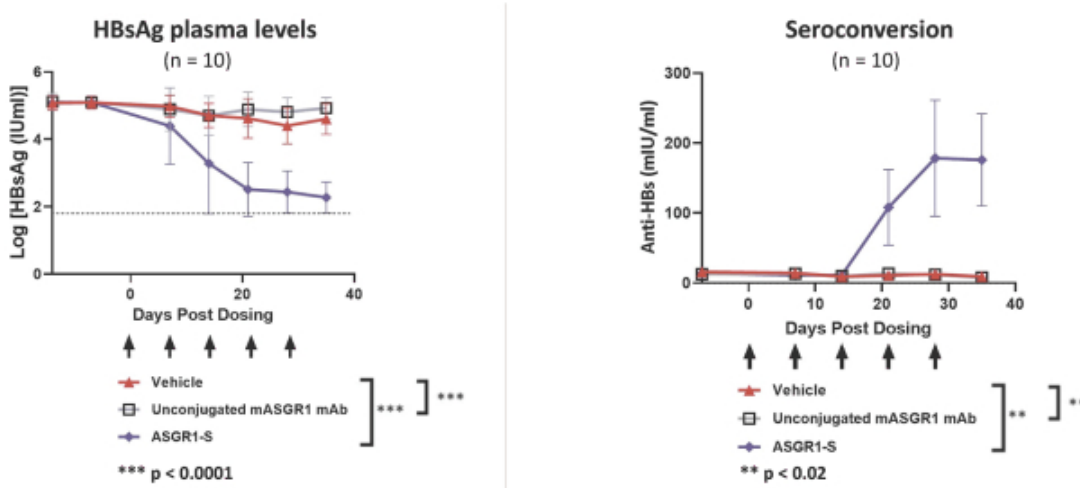 HBsAg plasma levels
(n = 10)
Log [HBsAg (IUml)]
6
4
2
0
0
20
40
Days Post Dosing
Vehicle
Unconjugated mASGR1 mAb
ASGR1-S
***
***
*** p < 0.0001
Seroconversion
(n = 10)
Anti-HBs (mIU/ml)
300
200
100
0
0
10
20
30
40
Days Post Dosing
Vehicle
Unconjugated mASGR1 mAb
ASGR1-S
**
** p < 0.02